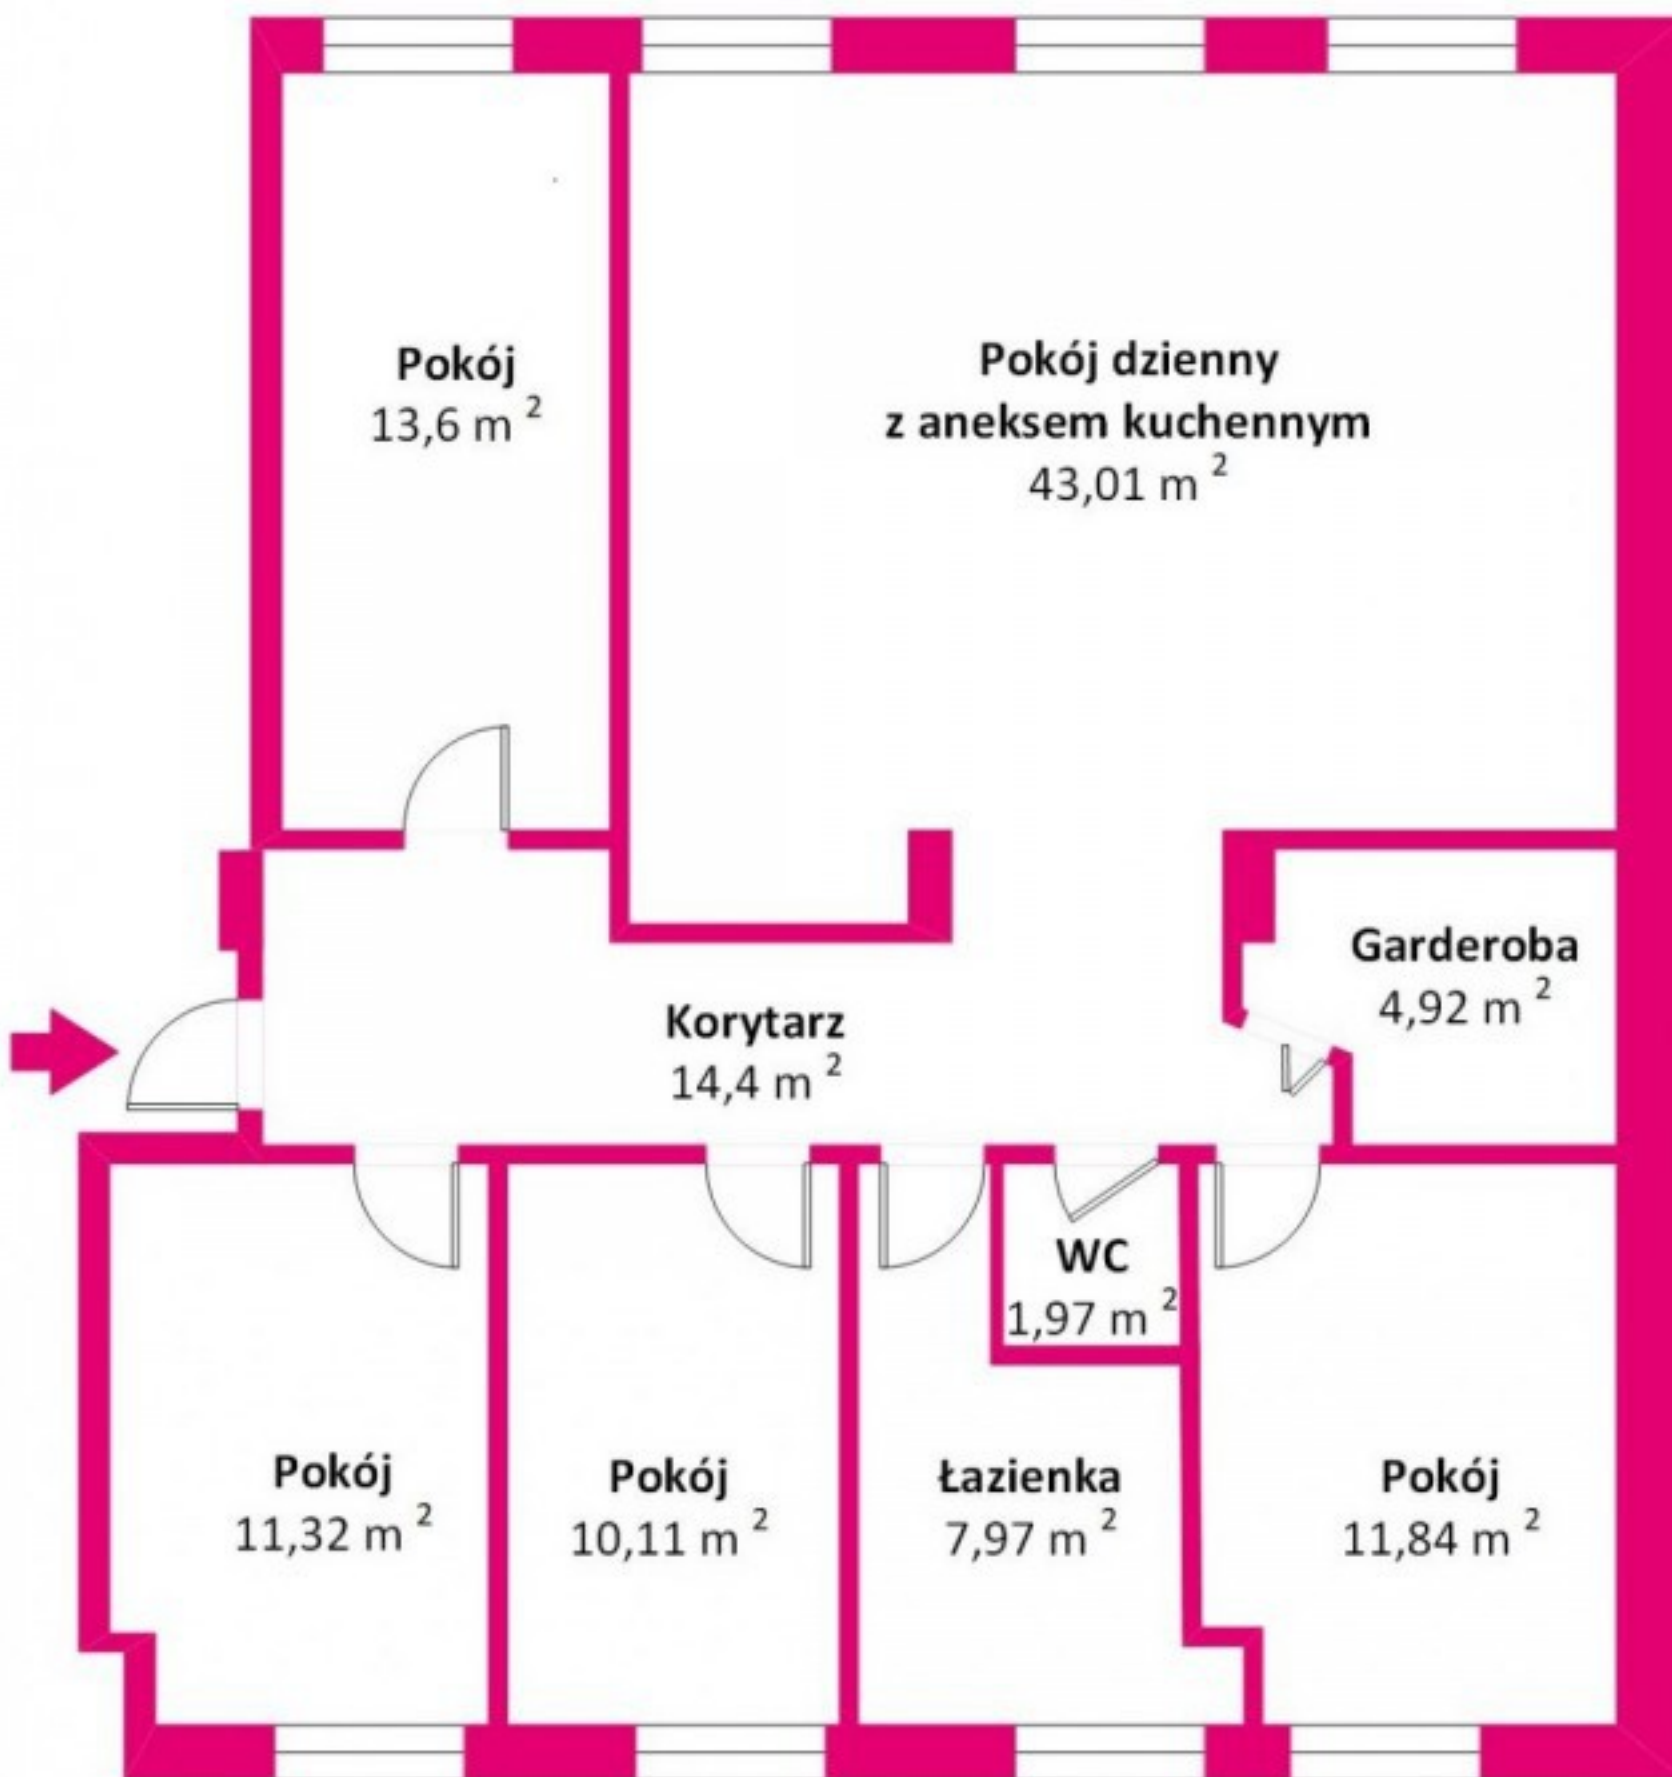 Pokój
13,6 m ²
Pokój dzienny
z aneksem kuchennym
43,01 m ²
Garderoba
4,92 m ²
Korytarz
14,4 m ²
WC
1,97 m ²
Pokój
11,32 m ²
Pokój
10,11 m ²
Łazienka
7,97 m ²
Pokój
11,84 m ²